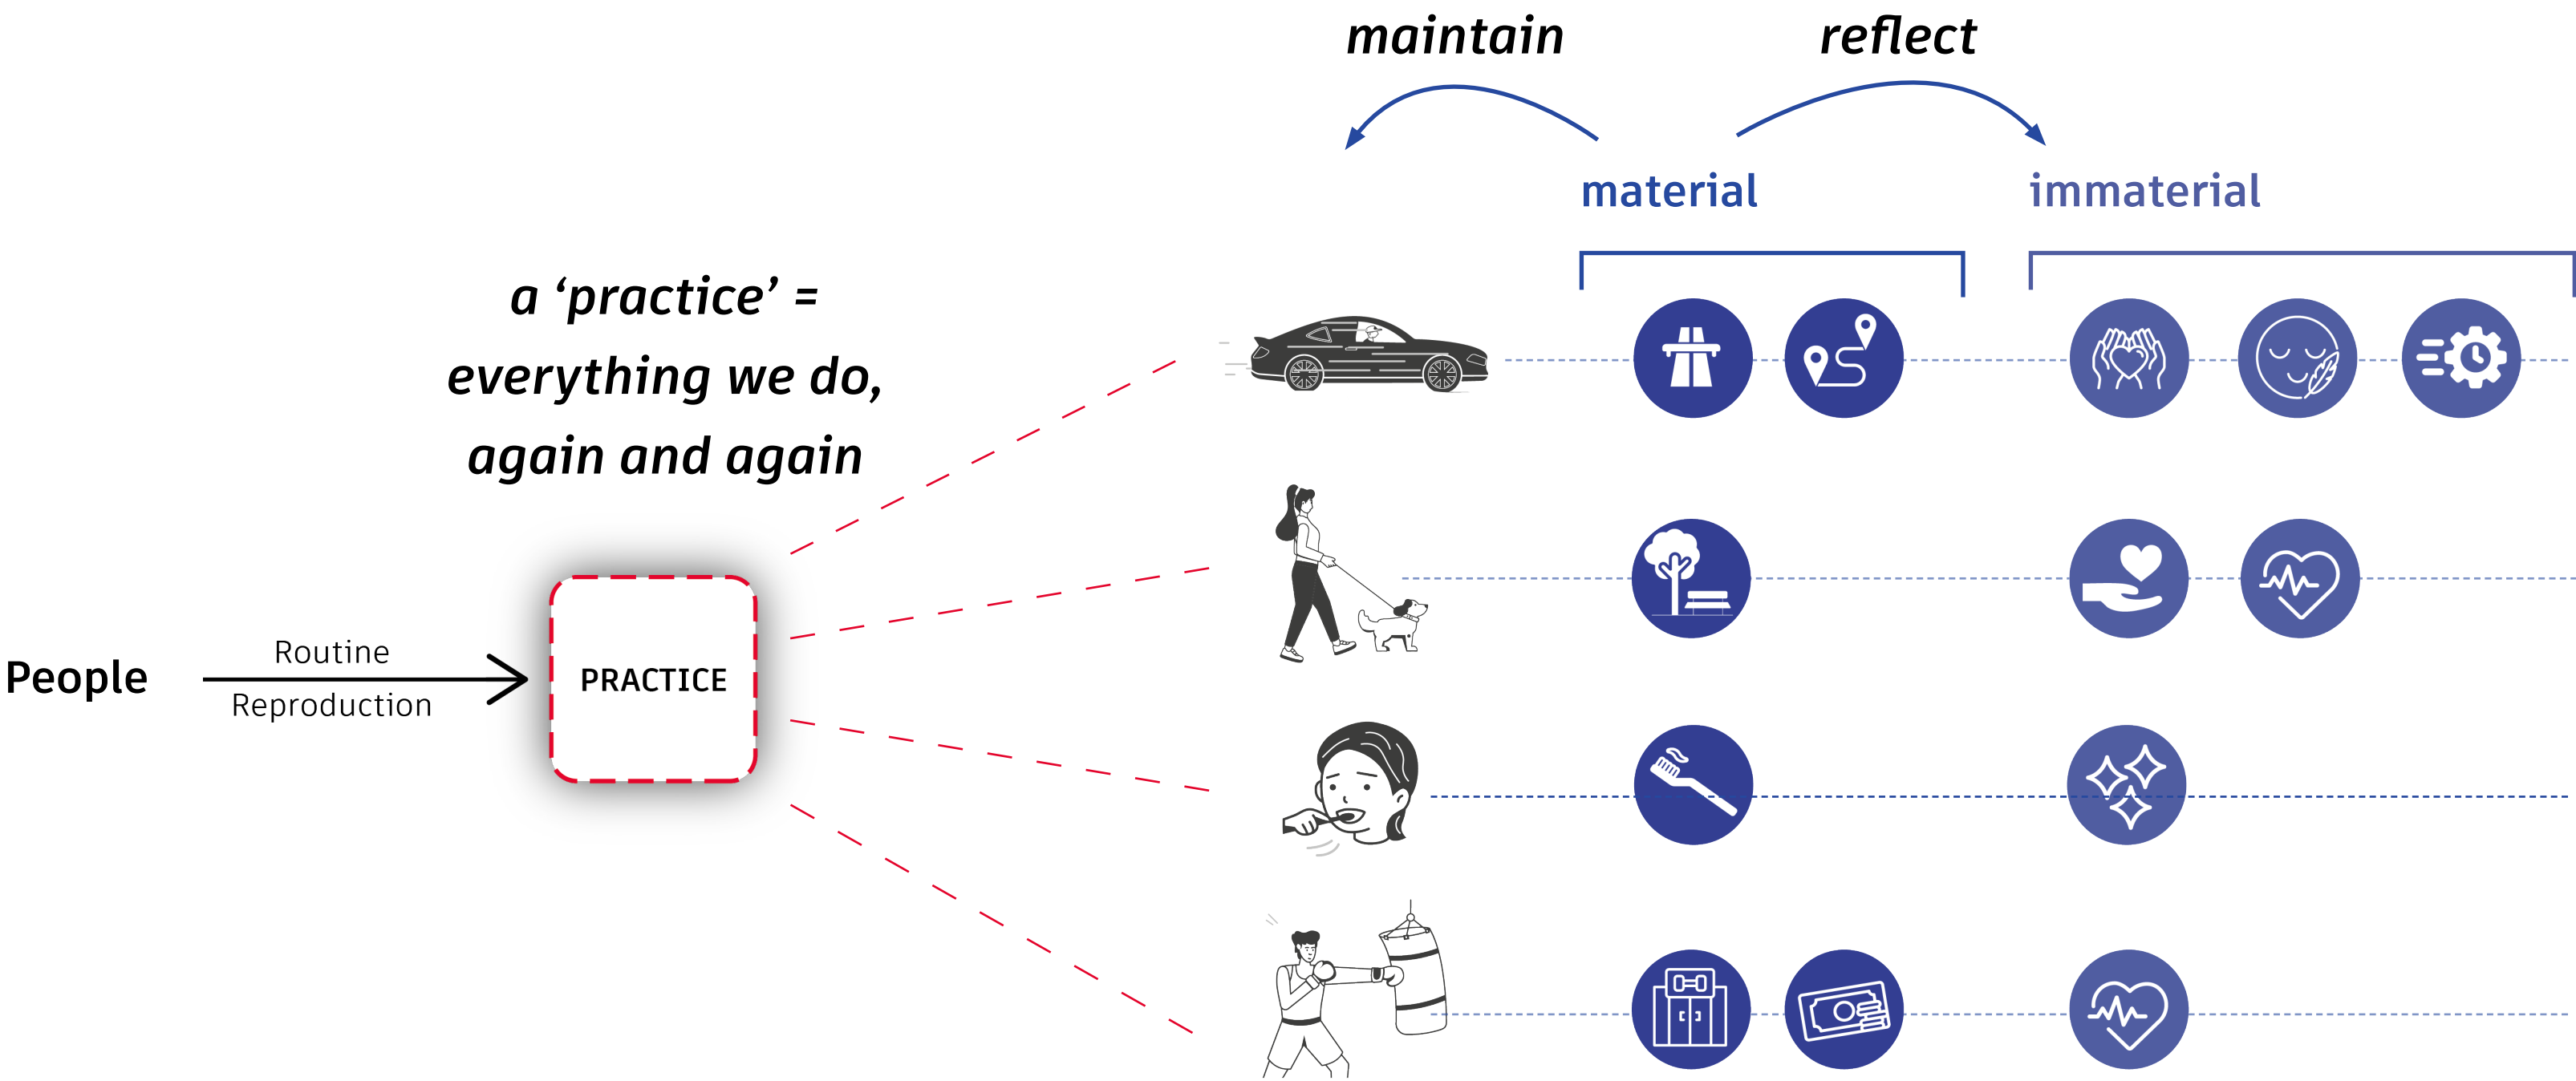 maintain
reflect
material
immaterial
a ‘practice’ =
everything we do,
again and again
People
Routine
Reproduction
PRACTICE